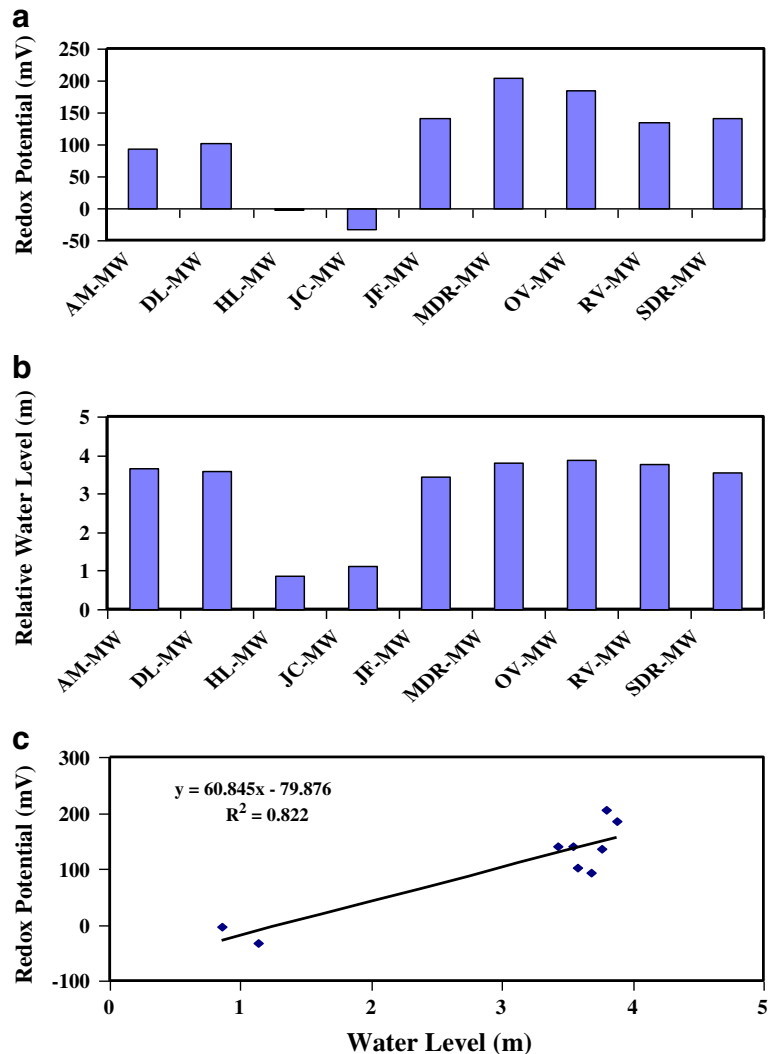 a
Redox Potential (mV)
250
200
150
100
50
0
-50
AM-MW
DL-MW
HL-MW
JC-MW
JF-MW
MDR-MW
OV-MW
RV-MW
SDR-MW
b
Relative Water Level (m)
5
4
3
2
1
0
AM-MW
DL-MW
HL-MW
JC-MW
JF-MW
MDR-MW
OV-MW
RV-MW
SDR-MW
c
Redox Potential (mV)
300
200
100
0
-100
y = 60.845x - 79.876
R² = 0.822
0 1 2 3 4 5
Water Level (m)